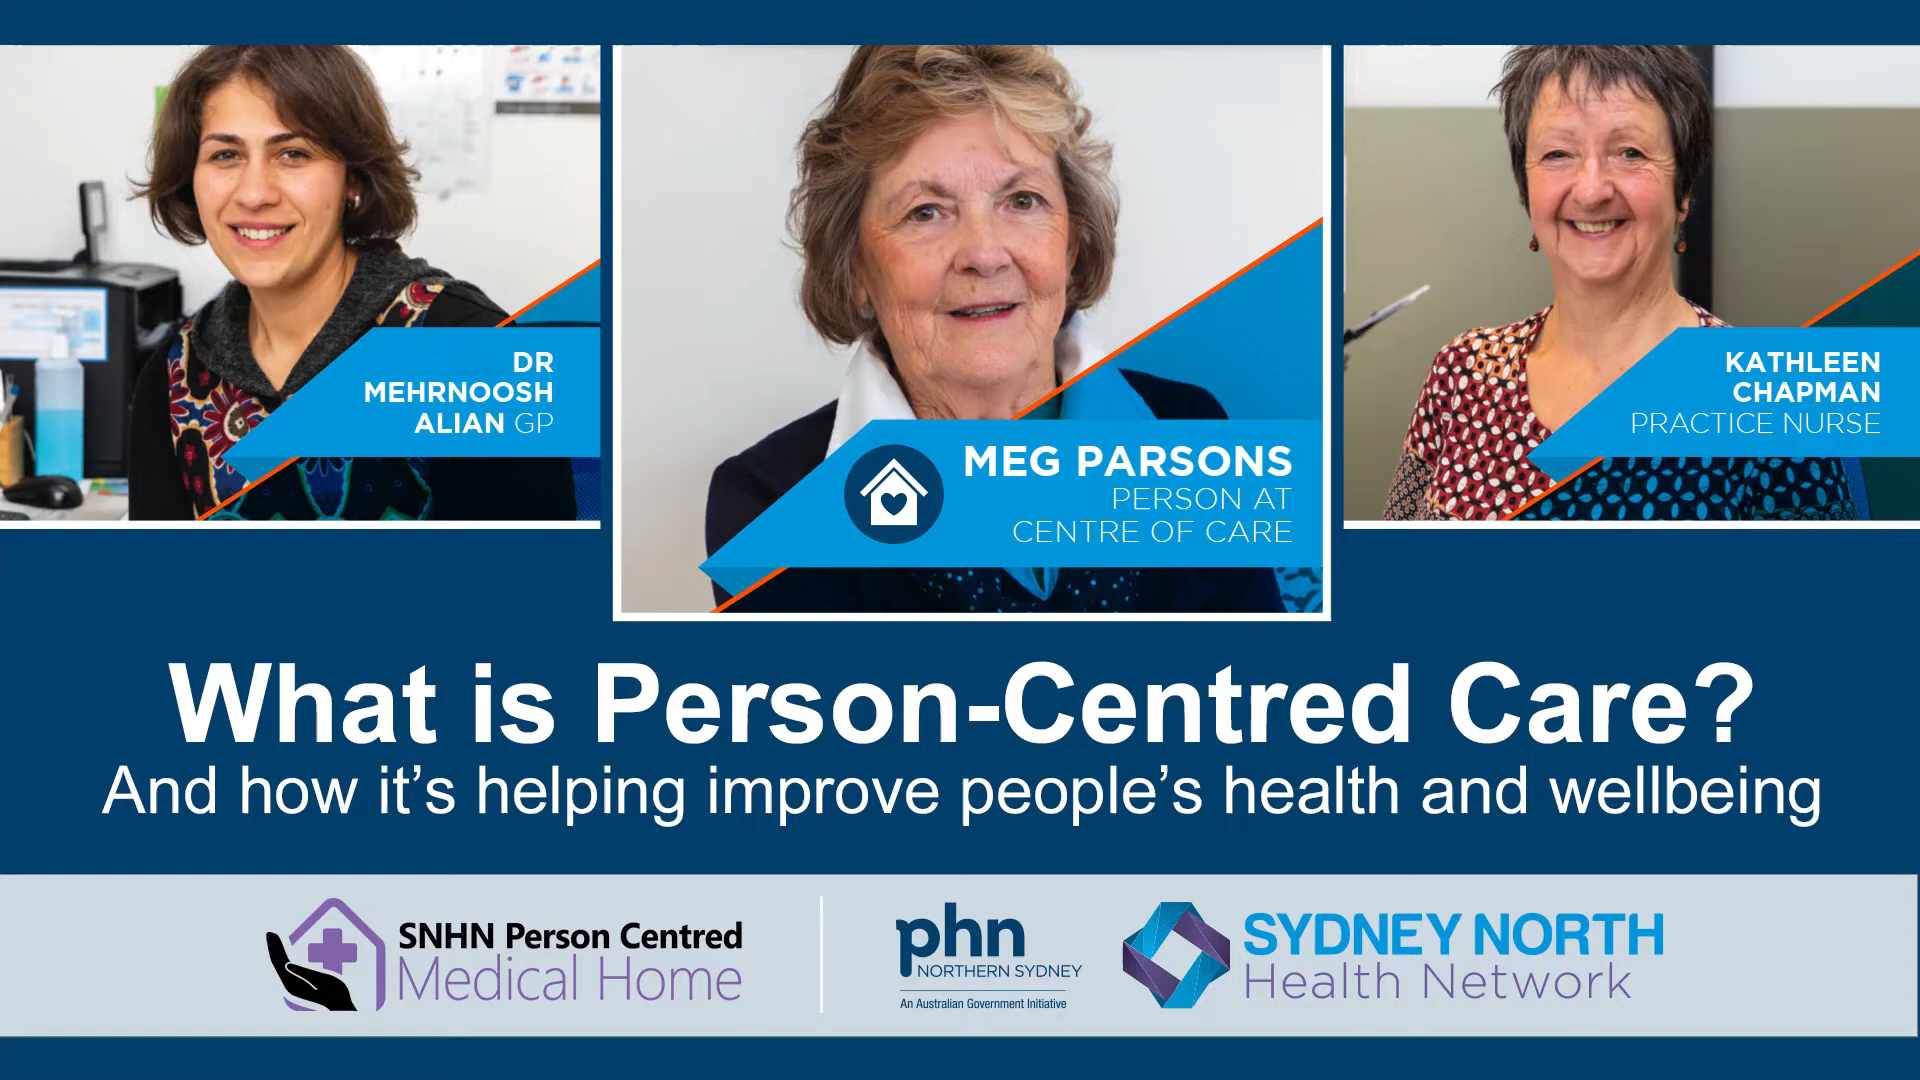 DR
MEHRNOOSH
ALIAN GP
MEG PARSONS
PERSON AT
CENTRE OF CARE
KATHLEEN
CHAPMAN
PRACTICE NURSE
What is Person-Centred Care?
And how it’s helping improve people’s health and wellbeing
SNHN Person Centred
Medical Home
phn
NORTHERN SYDNEY
An Australian Government Initiative
SYDNEY NORTH
Health Network